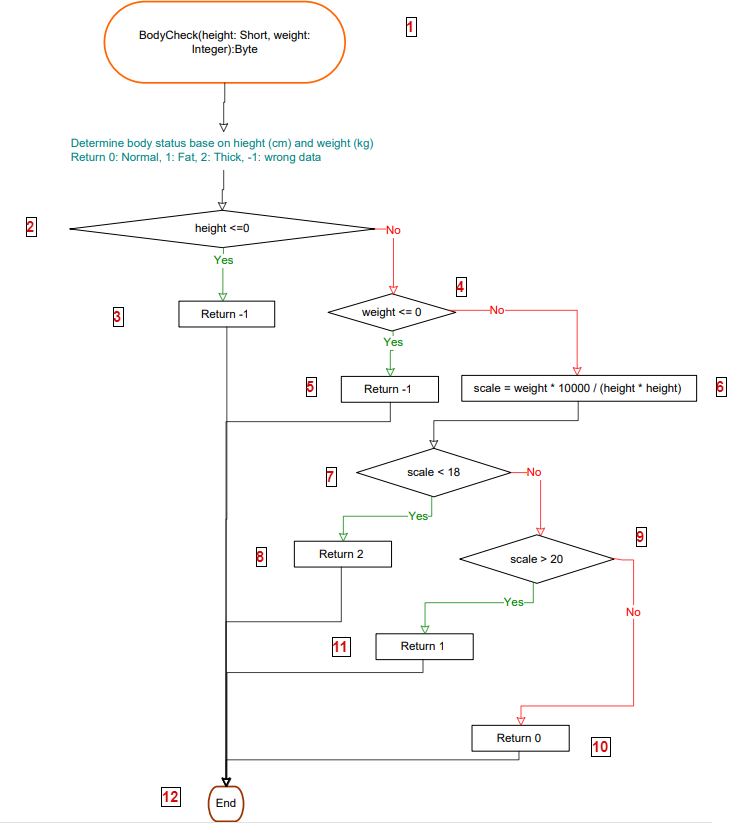 BodyCheck(height: Short, weight:
Integer):Byte
1
Determine body status base on hieght (cm) and weight (kg)
Return 0: Normal, 1: Fat, 2: Thick, -1: wrong data
2
height <=0
No
Yes
4
3
Return -1
weight <= 0
No
Yes
5
Return -1
scale = weight * 10000 / (height * height)
6
7
scale < 18
No
Yes
9
8
Return 2
scale > 20
Yes
No
11
Return 1
Return 0
10
12
End